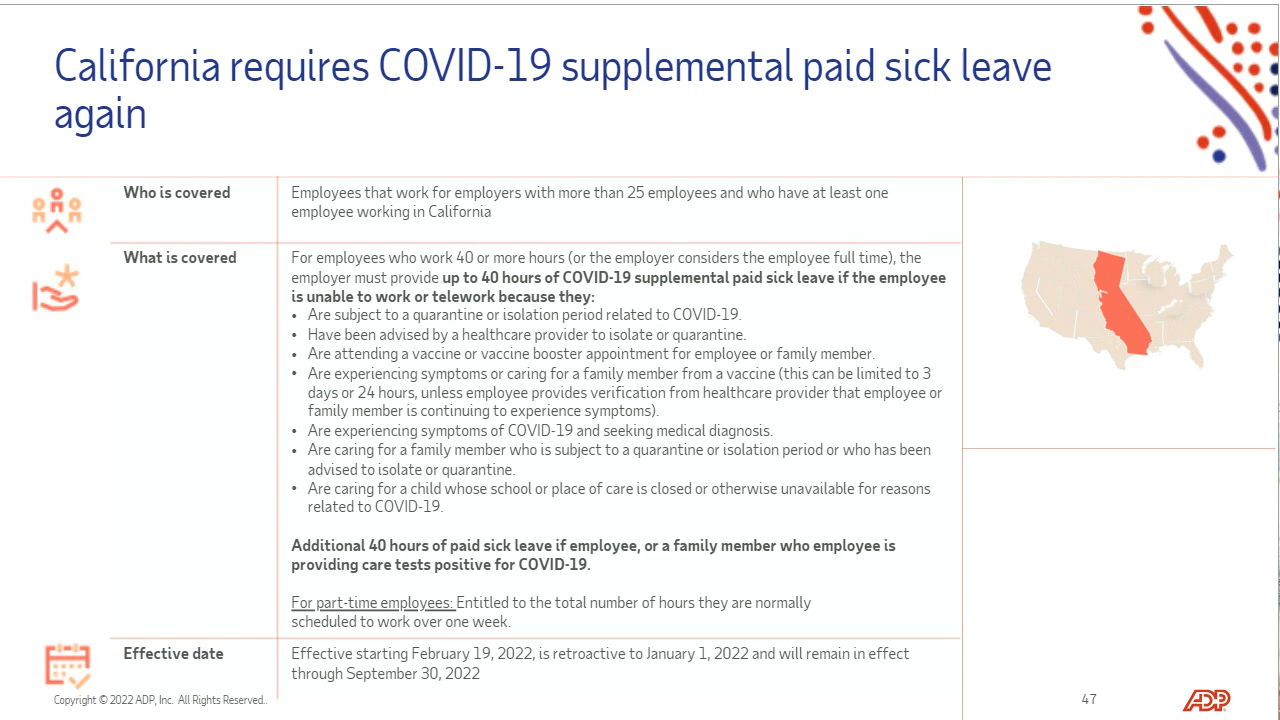 California requires COVID-19 supplemental paid sick leave
again
Who is covered
Employees that work for employers with more than 25 employees and who have at least one
employee working in California
What is covered
For employees who work 40 or more hours (or the employer considers the employee full time), the
employer must provide up to 40 hours of COVID-19 supplemental paid sick leave if the employee
is unable to work or telework because they:
• Are subject to a quarantine or isolation period related to COVID-19.
• Have been advised by a healthcare provider to isolate or quarantine.
• Are attending a vaccine or vaccine booster appointment for employee or family member.
• Are experiencing symptoms or caring for a family member from a vaccine (this can be limited to 3
days or 24 hours, unless employee provides verification from healthcare provider that employee or
family member is continuing to experience symptoms).
• Are experiencing symptoms of COVID-19 and seeking medical diagnosis.
• Are caring for a family member who is subject to a quarantine or isolation period or who has been
advised to isolate or quarantine.
• Are caring for a child whose school or place of care is closed or otherwise unavailable for reasons
related to COVID-19.
Additional 40 hours of paid sick leave if employee, or a family member who employee is
providing care tests positive for COVID-19.
For part-time employees: Entitled to the total number of hours they are normally
scheduled to work over one week.
Effective date
Effective starting February 19, 2022, is retroactive to January 1, 2022 and will remain in effect
through September 30, 2022
Copyright © 2022 ADP, Inc. All Rights Reserved..
47
ADP